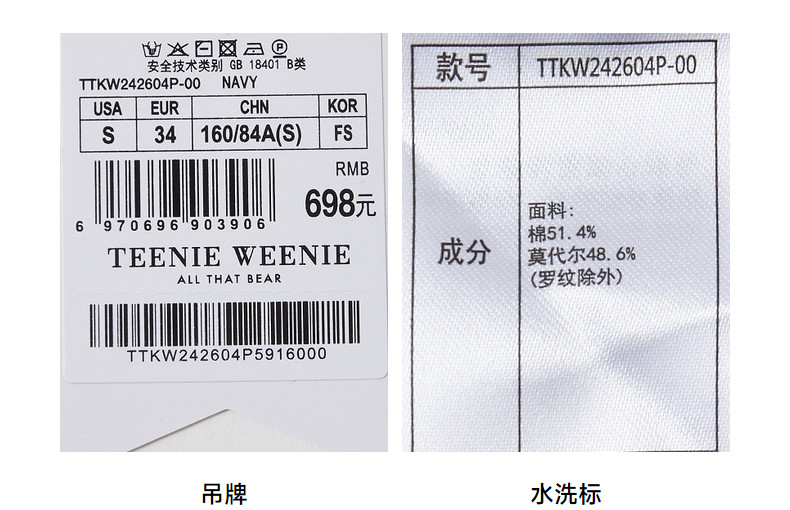 安全技术类别 GB 18401 B类
TTKW242604P-00 NAVY
USA EUR CHN KOR
S 34 160/84A(S) FS
RMB
698元
6 970696 903906
TEENIE WEENIE
ALL THAT BEAR
TTKW242604P5916000
吊牌
款号 TTKW242604P-00
成分
面料:
棉51.4%
莫代尔48.6%
(罗纹除外)
水洗标